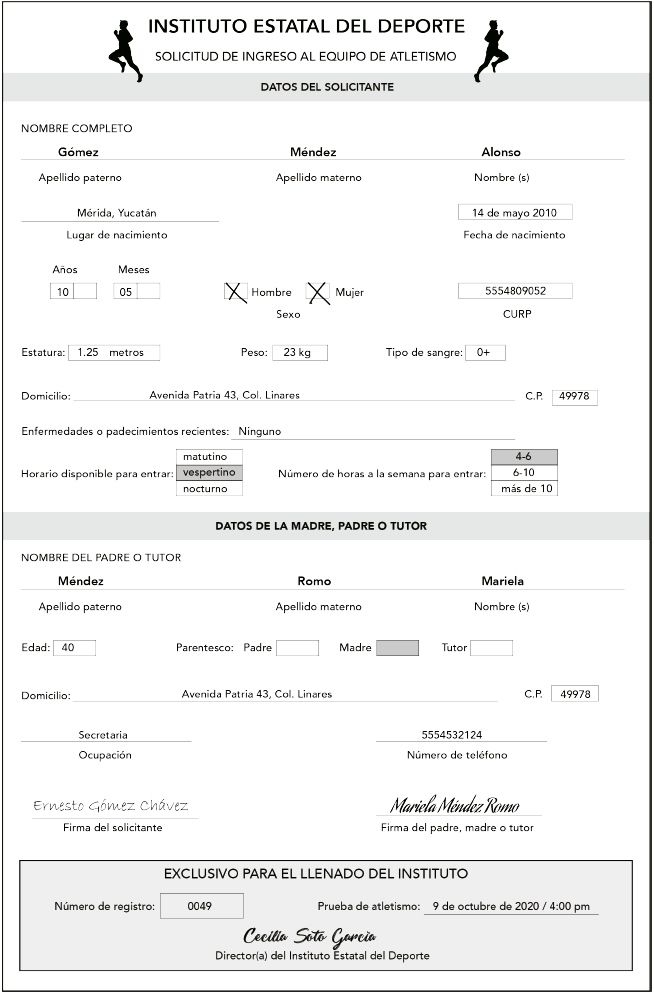 INSTITUTO ESTATAL DEL DEPORTE
SOLICITUD DE INGRESO AL EQUIPO DE ATLETISMO
DATOS DEL SOLICITANTE
NOMBRE COMPLETO
Gómez Méndez Alonso
Apellido paterno Apellido materno Nombre (s)
Mérida, Yucatán 14 de mayo 2010
Lugar de nacimiento Fecha de nacimiento
Años Meses
10 05 X Hombre X Mujer 5554809052
Sexo CURP
Estatura: 1.25 metros Peso: 23 kg Tipo de sangre: 0+
Domicilio: Avenida Patria 43, Col. Linares C.P. 49978
Enfermedades o padecimientos recientes: Ninguno
matutino 4-6
Horario disponible para entrar: vespertino Número de horas a la semana para entrar: 6-10
nocturno más de 10
DATOS DE LA MADRE, PADRE O TUTOR
NOMBRE DEL PADRE O TUTOR
Méndez Romo Mariela
Apellido paterno Apellido materno Nombre (s)
Edad: 40 Parentesco: Padre Madre Tutor
Domicilio: Avenida Patria 43, Col. Linares C.P. 49978
Secretaria 5554532124
Ocupación Número de teléfono
Ernesto Gómez Chávez Mariela Méndez Romo
Firma del solicitante Firma del padre, madre o tutor
EXCLUSIVO PARA EL LLENADO DEL INSTITUTO
Número de registro: 0049 Prueba de atletismo: 9 de octubre de 2020 / 4:00 pm
Cecilia Soto García
Director(a) del Instituto Estatal del Deporte